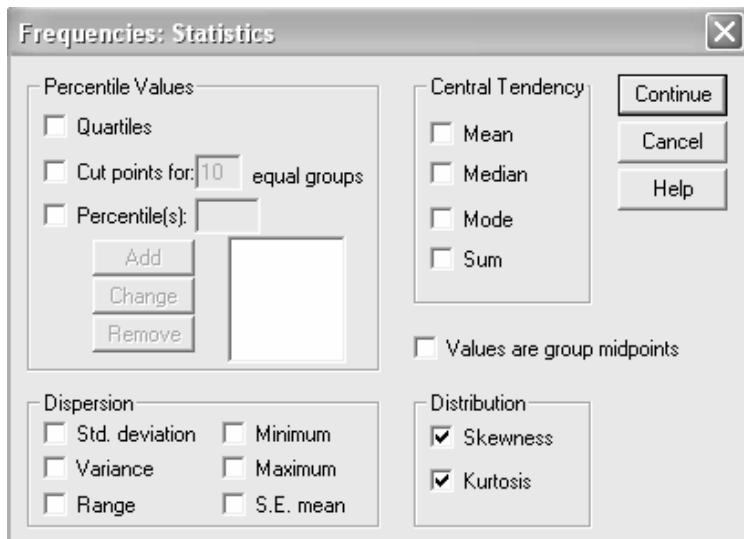 Frequencies: Statistics
Percentile Values
Quartiles
Cut points for: 10 equal groups
Percentile(s):
Add
Change
Remove
Central Tendency
Mean
Median
Mode
Sum
Continue
Cancel
Help
Values are group midpoints
Dispersion
Std. deviation Minimum
Variance Maximum
Range S.E. mean
Distribution
Skewness
Kurtosis